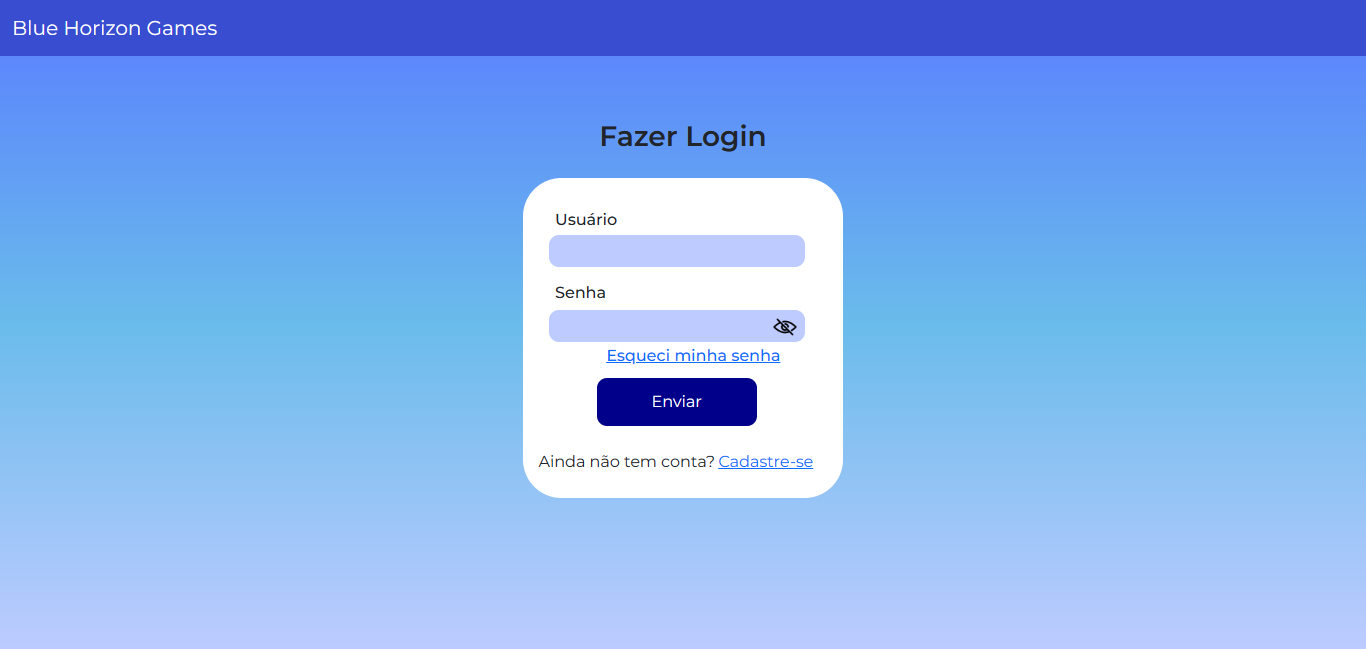 Blue Horizon Games
Fazer Login
Usuário
Senha
Esqueci minha senha
Enviar
Ainda não tem conta? Cadastre-se